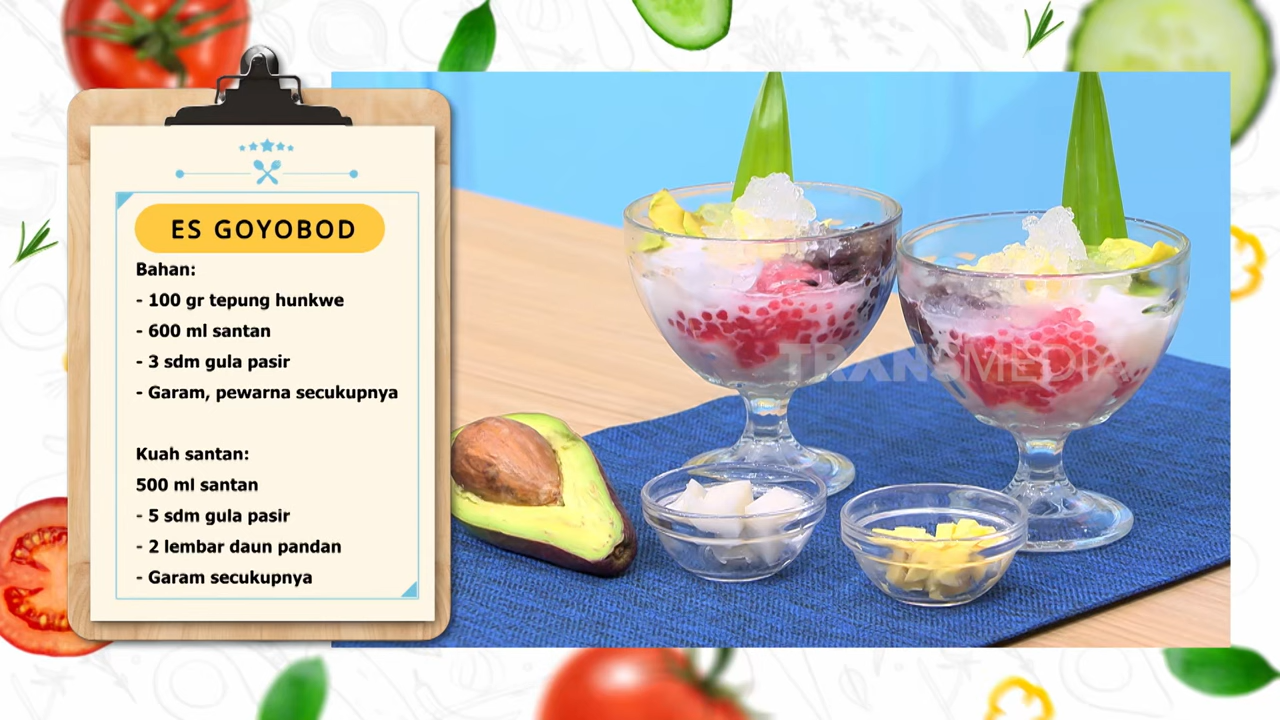 ES GOYOBOD
Bahan:
- 100 gr tepung hunkwe
- 600 ml santan
- 3 sdm gula pasir
- Garam, pewarna secukupnya
Kuah santan:
500 ml santan
- 5 sdm gula pasir
- 2 lembar daun pandan
- Garam secukupnya
TRANSMEDIA